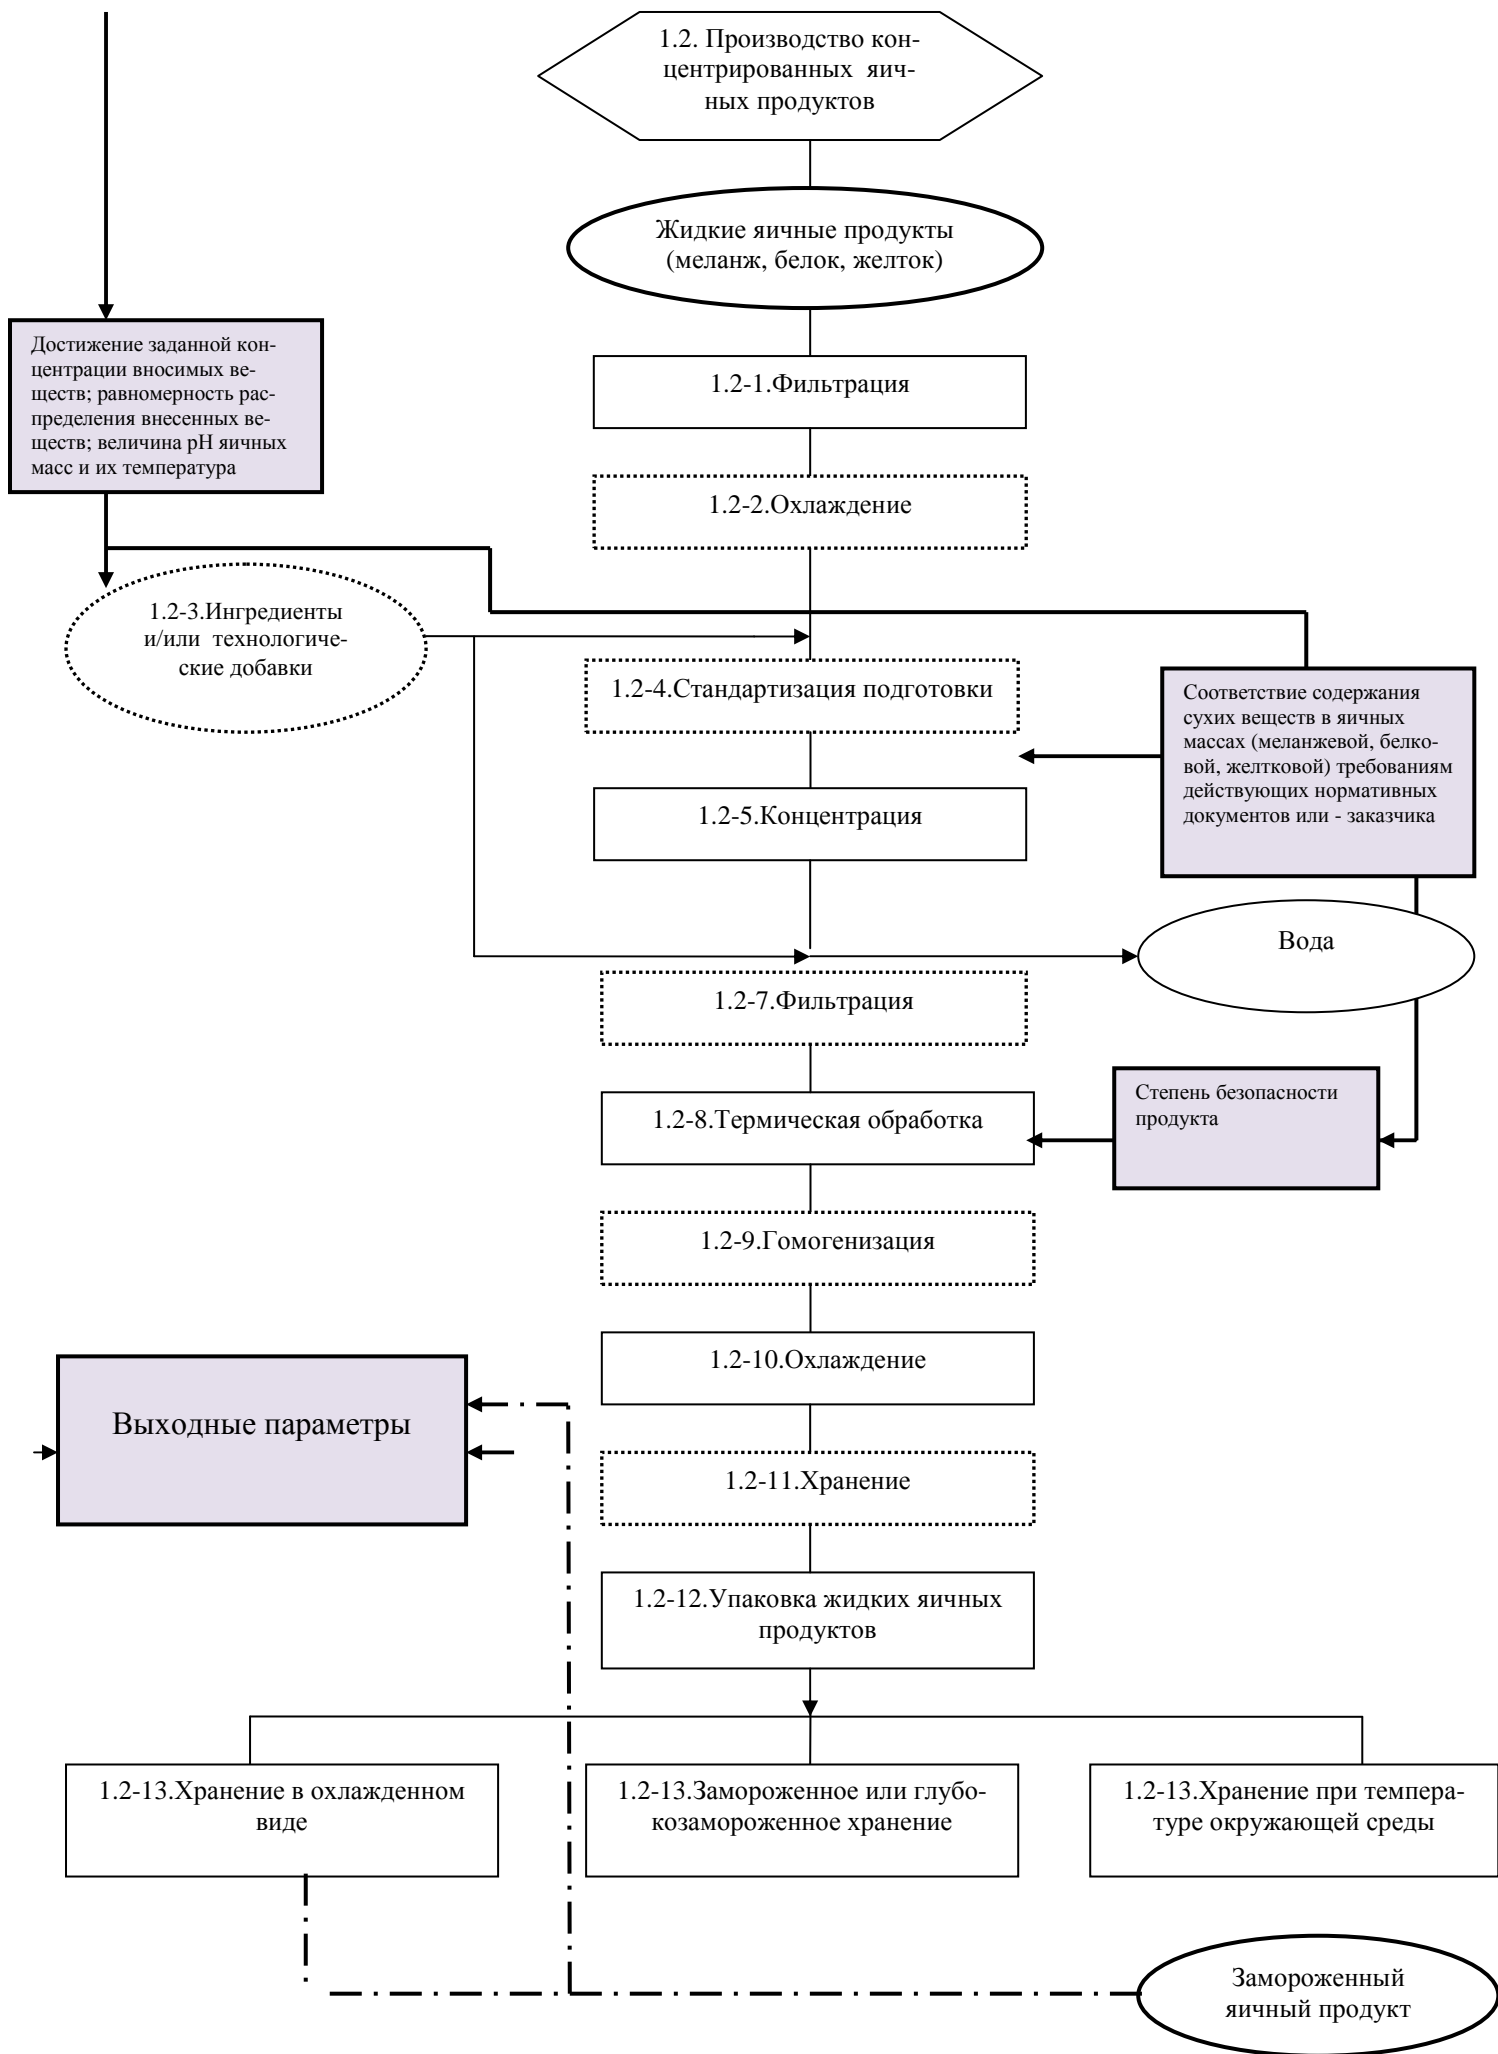 1.2. Производство кон-
центрированных яич-
ных продуктов
Жидкие яичные продукты
(меланж, белок, желток)
Достижение заданной кон-
центрации вносимых ве-
ществ; равномерность рас-
пределения внесенных ве-
ществ; величина pH яичных
масс и их температура
1.2-1.Фильтрация
1.2-2.Охлаждение
1.2-3.Ингредиенты
и/или технологиче-
ские добавки
1.2-4.Стандартизация подготовки
Соответствие содержания
сухих веществ в яичных
массах (меланжевой, белко-
вой, желтковой) требованиям
действующих нормативных
документов или - заказчика
1.2-5.Концентрация
Вода
1.2-7.Фильтрация
Степень безопасности
продукта
1.2-8.Термическая обработка
1.2-9.Гомогенизация
1.2-10.Охлаждение
Выходные параметры
1.2-11.Хранение
1.2-12.Упаковка жидких яичных
продуктов
1.2-13.Хранение в охлажденном
виде
1.2-13.Замороженное или глубо-
козамороженное хранение
1.2-13.Хранение при темпера-
туре окружающей среды
Замороженный
яичный продукт